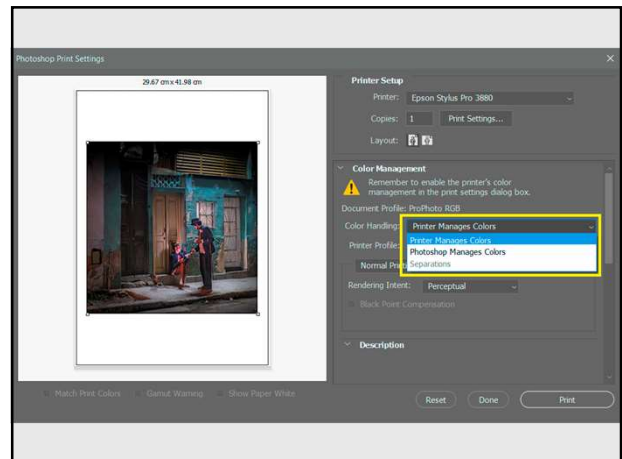 Photoshop Print Settings
29.67 cm x 41.98 cm
Printer Setup
Printer: Epson Stylus Pro 3880
Copies: 1 Print Settings...
Layout:
Color Management
Remember to enable the printer's color
management in the print settings dialog box.
Document Profile: ProPhoto RGB
Color Handling: Printer Manages Colors
Printer Manages Colors
Printer Profile: Photoshop Manages Colors
Normal Separations
Rendering Intent: Perceptual
Black Point Compensation
Description
Match Print Colors Gamut Warning Show Paper White
Reset Done Print